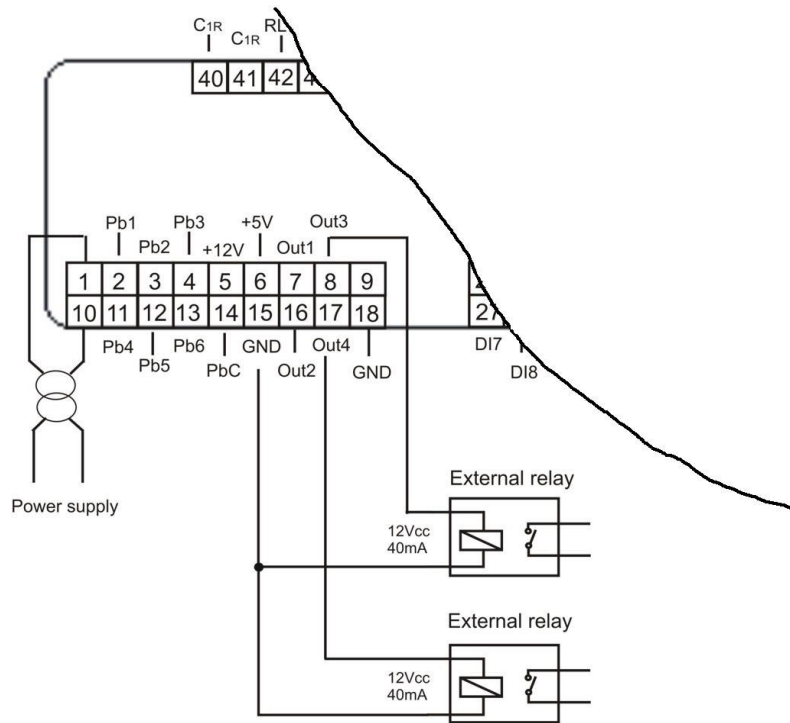 C1R C1R RL
40 41 42 4
Pb1 Pb2 Pb3 +12V +5V Out1 Out3
1 2 3 4 5 6 7 8 9
10 11 12 13 14 15 16 17 18
27
Pb4 Pb5 Pb6 PbC GND Out2 Out4 GND
DI7 DI8
Power supply
External relay
12Vcc
40mA
External relay
12Vcc
40mA